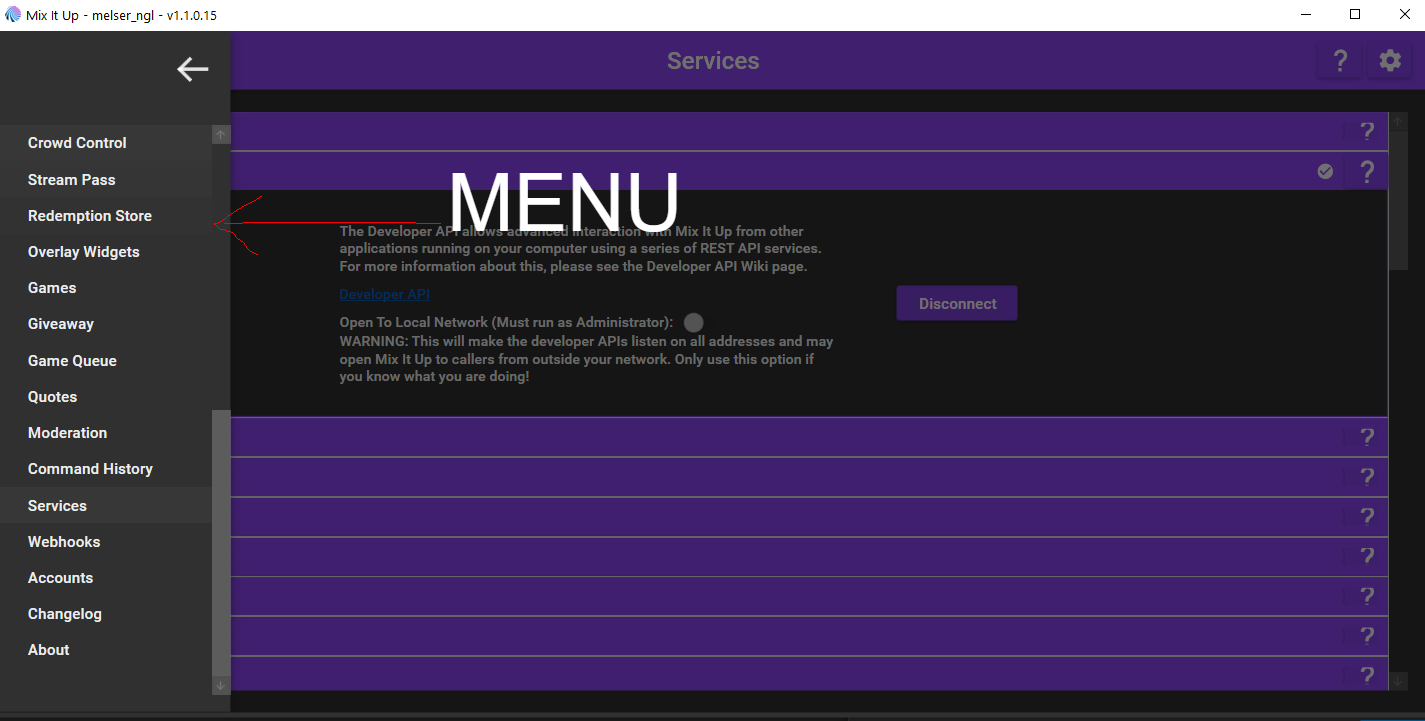 Mix It Up - melser_ngl - v1.1.0.15
Services
?
Crowd Control
Stream Pass
Redemption Store
Overlay Widgets
Games
Giveaway
Game Queue
Quotes
Moderation
Command History
Services
Webhooks
Accounts
Changelog
About
?
?
MENU
The Developer API allows advanced interaction with Mix It Up from other
applications running on your computer using a series of REST API services.
For more information about this, please see the Developer API Wiki page.
Developer API
Disconnect
Open To Local Network (Must run as Administrator):
WARNING: This will make the developer APIs listen on all addresses and may
open Mix It Up to callers from outside your network. Only use this option if
you know what you are doing!
?
?
?
?
?
?
?